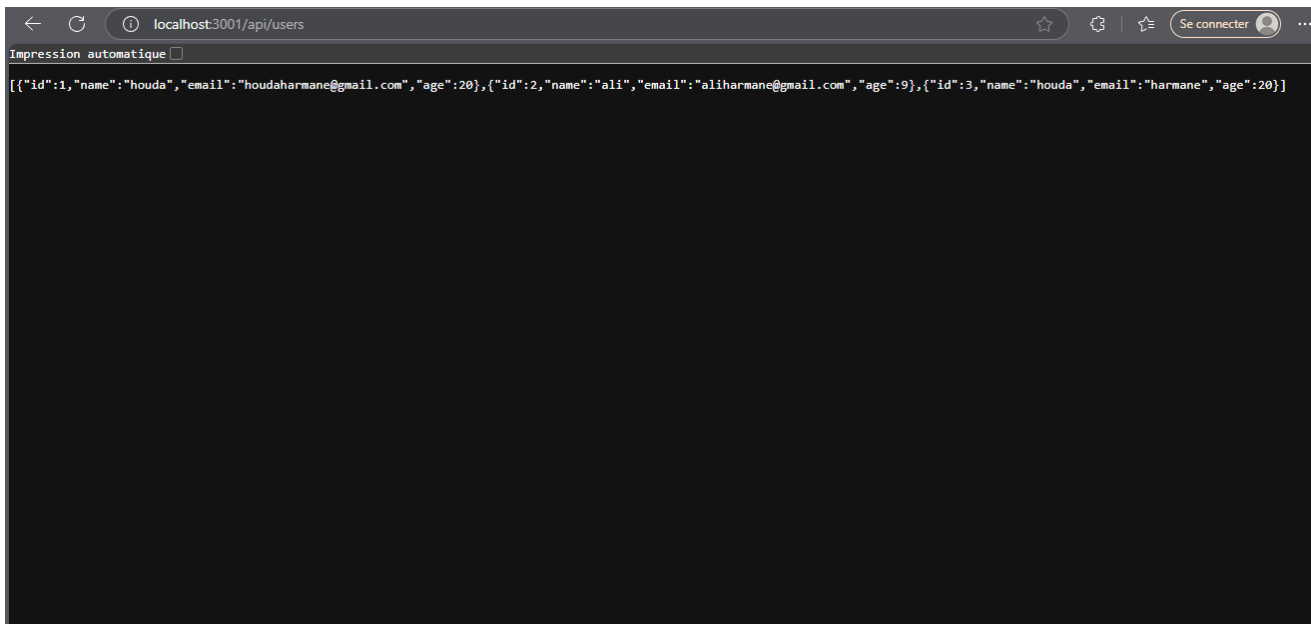 localhost:3001/api/users
Se connecter
Impression automatique
[{"id":1,"name":"houda","email":"houdaharmane@gmail.com","age":20},{"id":2,"name":"ali","email":"aliharmane@gmail.com","age":9},{"id":3,"name":"houda","email":"harmane","age":20}]